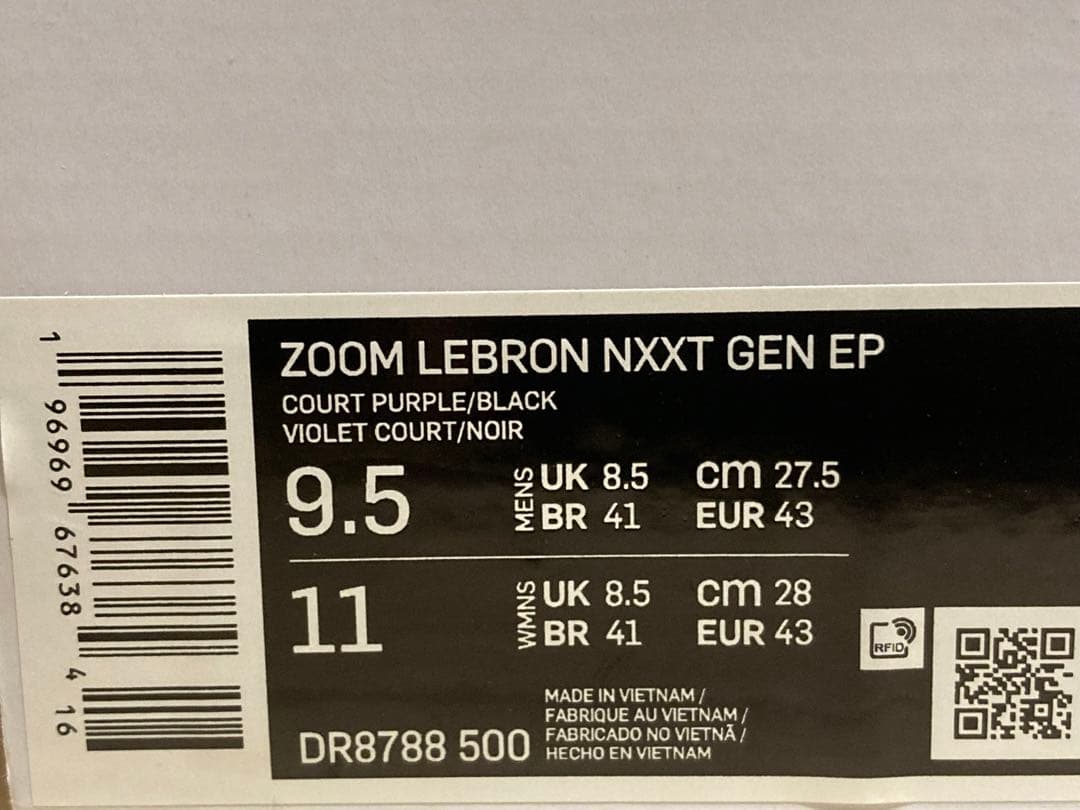 ZOOM LEBRON NXXT GEN EP
COURT PURPLE/BLACK
VIOLET COURT/NOIR
9.5 MENS UK 8.5 cm 27.5
BR 41 EUR 43
11 WMNS UK 8.5 cm 28
BR 41 EUR 43
RFID
DR8788 500
MADE IN VIETNAM /
FABRIQUE AU VIETNAM /
FABRICADO NO VIETNÃ /
HECHO EN VIETNAM
1 96969 67638 4 16